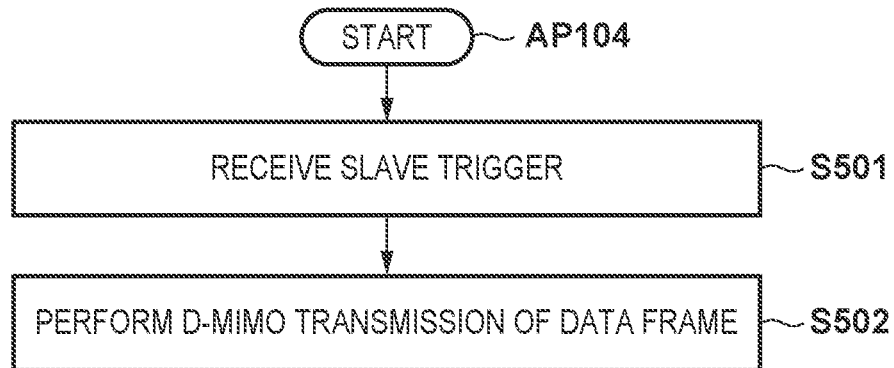 START AP104
RECEIVE SLAVE TRIGGER S501
PERFORM D-MIMO TRANSMISSION OF DATA FRAME S502